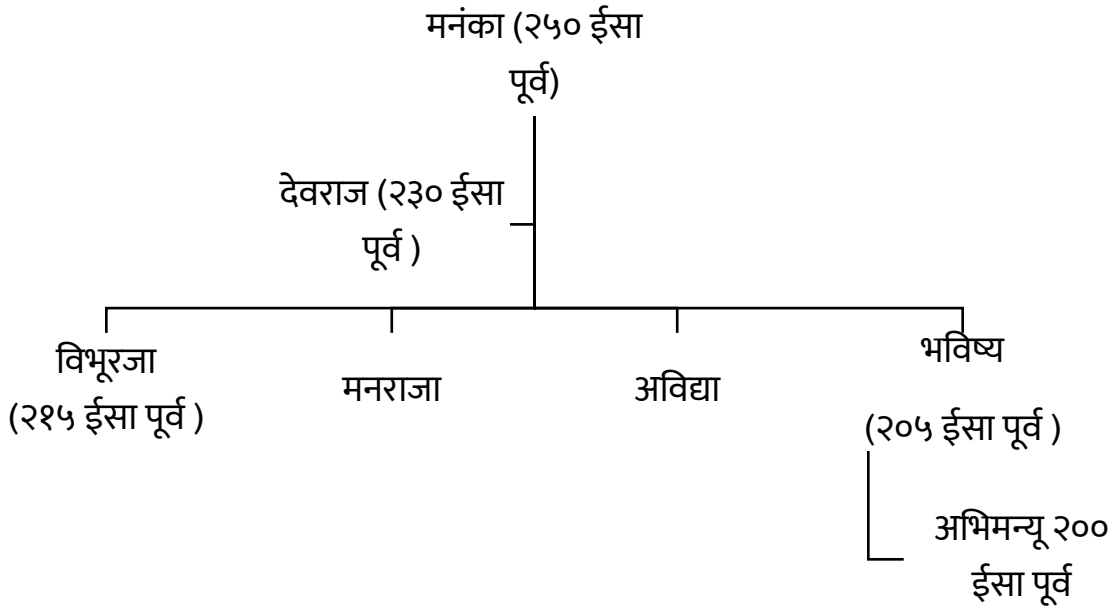 मनंका (२५० ईसा
पूर्व)
देवराज (२३० ईसा
पूर्व )
विभूरजा
(२१५ ईसा पूर्व )
मनराजा
अविद्या
भविष्य
(२०५ ईसा पूर्व )
अभिमन्यू २००
ईसा पूर्व